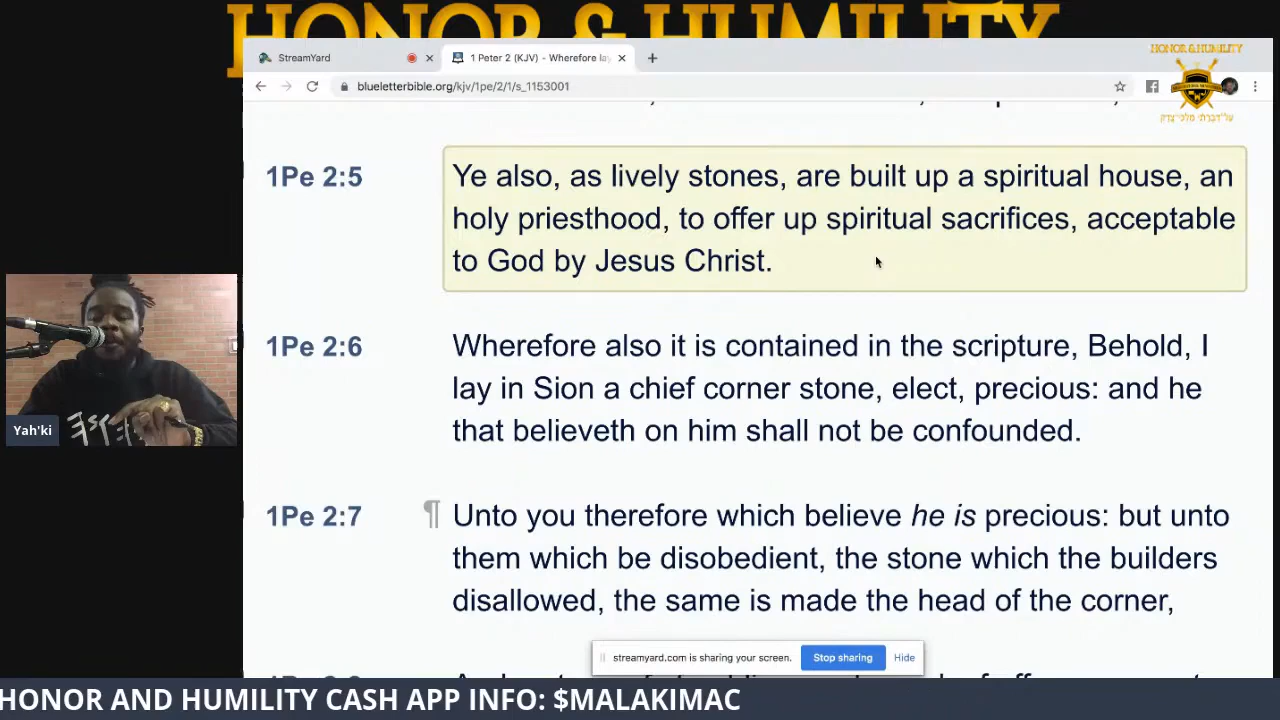 HONOR & HUMILITY
StreamYard
1 Peter 2 (KJV) - Wherefore la
blueletterbible.org/kjv/1pe/2/1/s_1153001
HONOR & HUMILITY
1Pe 2:5
Ye also, as lively stones, are built up a spiritual house, an
holy priesthood, to offer up spiritual sacrifices, acceptable
to God by Jesus Christ.
1Pe 2:6
Wherefore also it is contained in the scripture, Behold, I
lay in Sion a chief corner stone, elect, precious: and he
that believeth on him shall not be confounded.
1Pe 2:7
¶ Unto you therefore which believe he is precious: but unto
them which be disobedient, the stone which the builders
disallowed, the same is made the head of the corner,
Yah'ki
streamyard.com is sharing your screen.
Stop sharing
Hide
HONOR AND HUMILITY CASH APP INFO: $MALAKIMAC